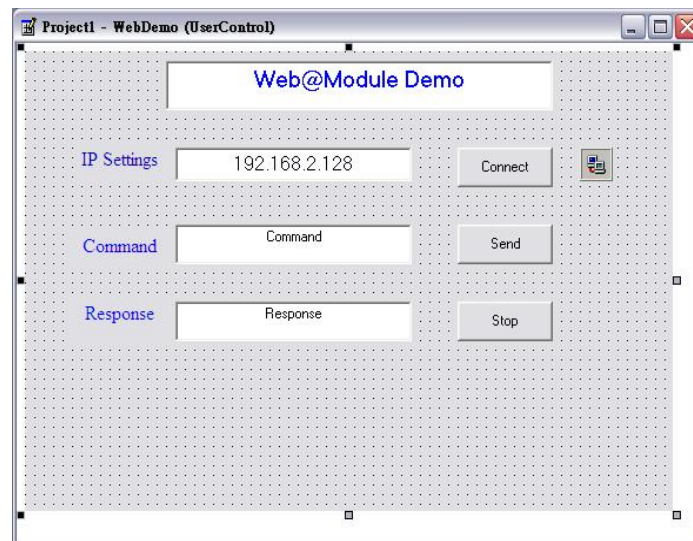 Project1 - WebDemo (UserControl)
Web@Module Demo
IP Settings
192.168.2.128
Connect
Command
Command
Send
Response
Response
Stop